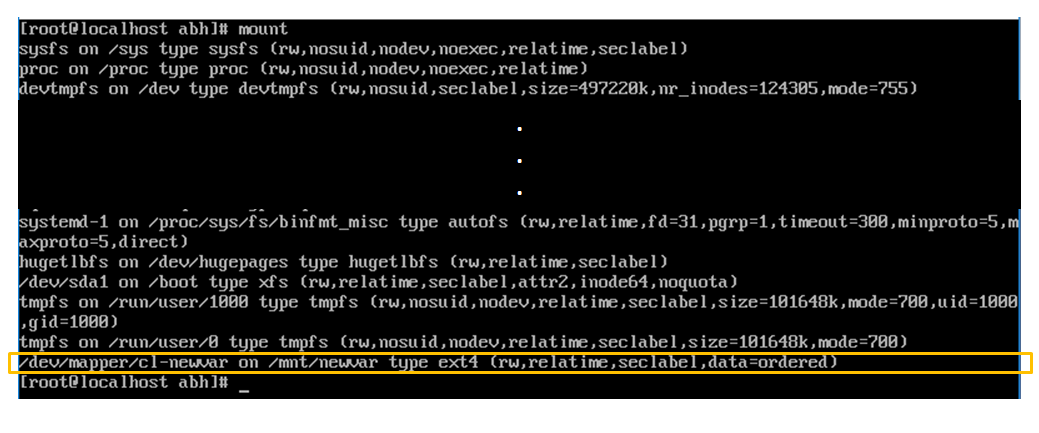 [root@localhost abh]# mount
sysfs on /sys type sysfs (rw,nosuid,nodev,noexec,relatime,seclabel)
proc on /proc type proc (rw,nosuid,nodev,noexec,relatime)
devtmpfs on /dev type devtmpfs (rw,nosuid,seclabel,size=497220k,nr_inodes=124305,mode=755)
.
.
.
systemd-1 on /proc/sys/fs/binfmt_misc type autofs (rw,relatime,fd=31,pgrp=1,timeout=300,minproto=5,m
axproto=5,direct)
hugetlbfs on /dev/hugepages type hugetlbfs (rw,relatime,seclabel)
/dev/sda1 on /boot type xfs (rw,relatime,seclabel,attr2,inode64,noquota)
tmpfs on /run/user/1000 type tmpfs (rw,nosuid,nodev,relatime,seclabel,size=101648k,mode=700,uid=1000
,gid=1000)
tmpfs on /run/user/0 type tmpfs (rw,nosuid,nodev,relatime,seclabel,size=101648k,mode=700)
/dev/mapper/cl-newvar on /mnt/newvar type ext4 (rw,relatime,seclabel,data=ordered)
[root@localhost abh]# _